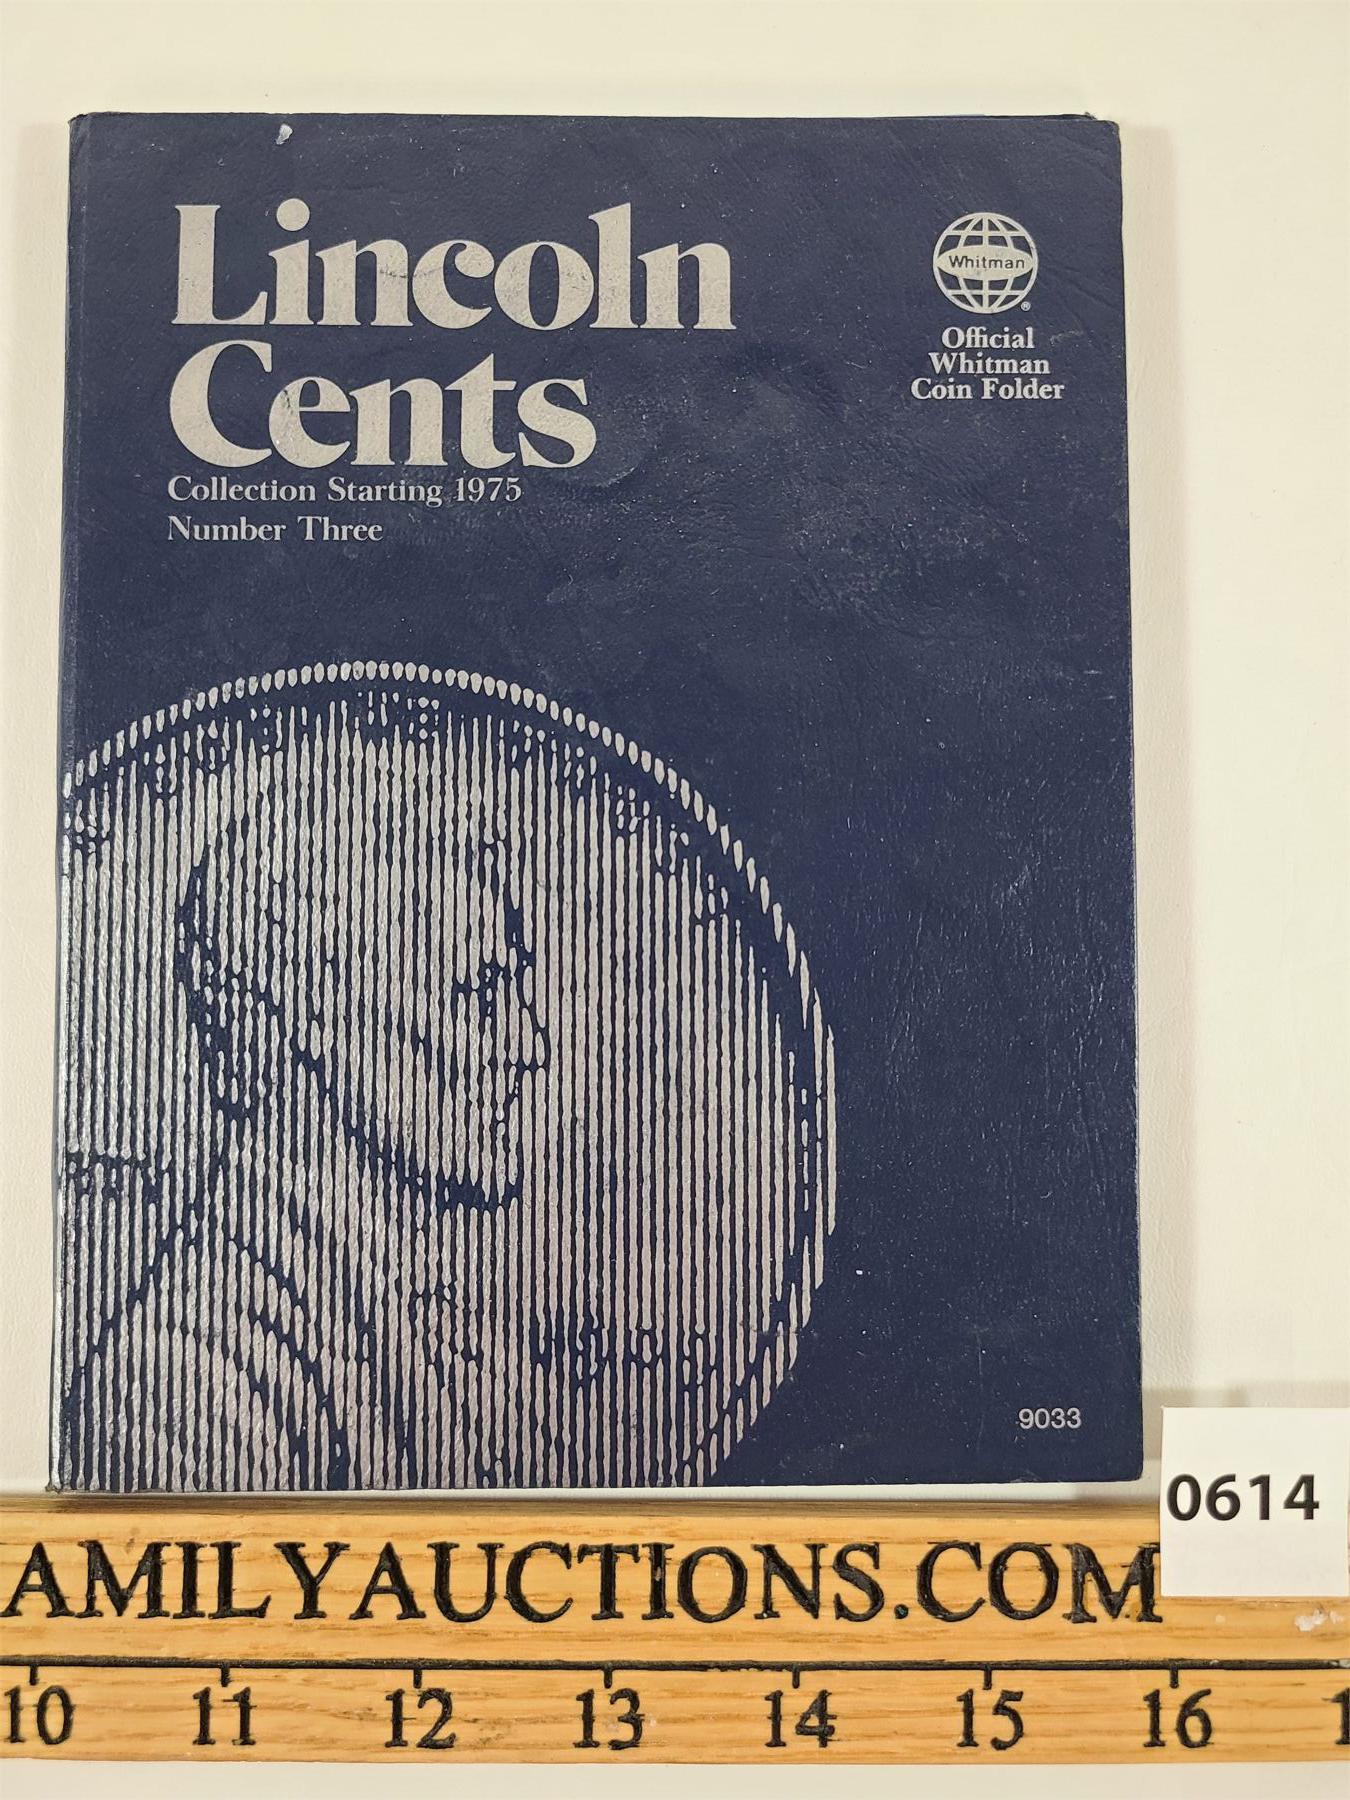 Lincoln
Cents
Collection Starting 1975
Number Three
Whitman
®
Official
Whitman
Coin Folder
9033
0614
AMILYAUCTIONS.COM
10 11 12 13 14 15 16 1